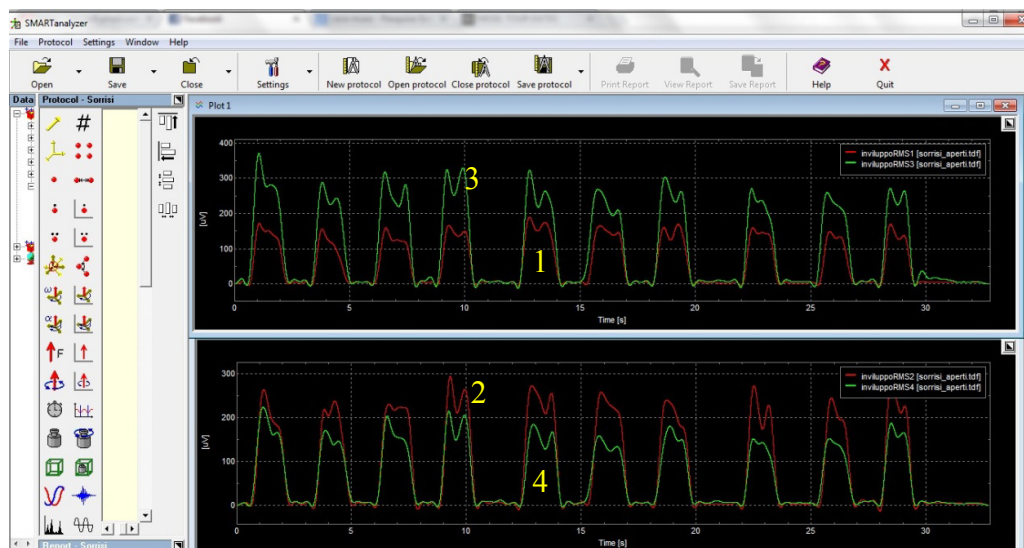 SMARTanalyzer
File Protocol Settings Window Help
Open Save Close Settings New protocol Open protocol Close protocol Save protocol Print Report View Report Save Report Help Quit
Data Protocol - Sorrisi
Plot 1
inviluppoRMS1 [sorrisi_aperti.tdf]
inviluppoRMS3 [sorrisi_aperti.tdf]
400
300
200
100
0
[uV]
3
1
0 5 10 15 20 25 30
Time [s]
inviluppoRMS2 [sorrisi_aperti.tdf]
inviluppoRMS4 [sorrisi_aperti.tdf]
300
200
100
0
[uV]
2
4
0 5 10 15 20 25 30
Time [s]
Report - Sorrisi